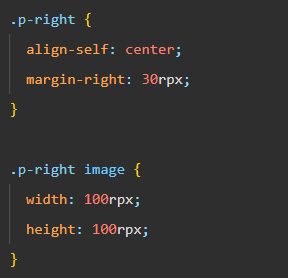 .p-right {
align-self: center;
margin-right: 30rpx;
}
.p-right image {
width: 100rpx;
height: 100rpx;
}